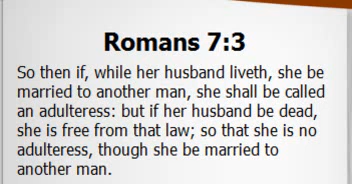 Romans 7:3
So then if, while her husband liveth, she be
married to another man, she shall be called
an adulteress: but if her husband be dead,
she is free from that law; so that she is no
adulteress, though she be married to
another man.